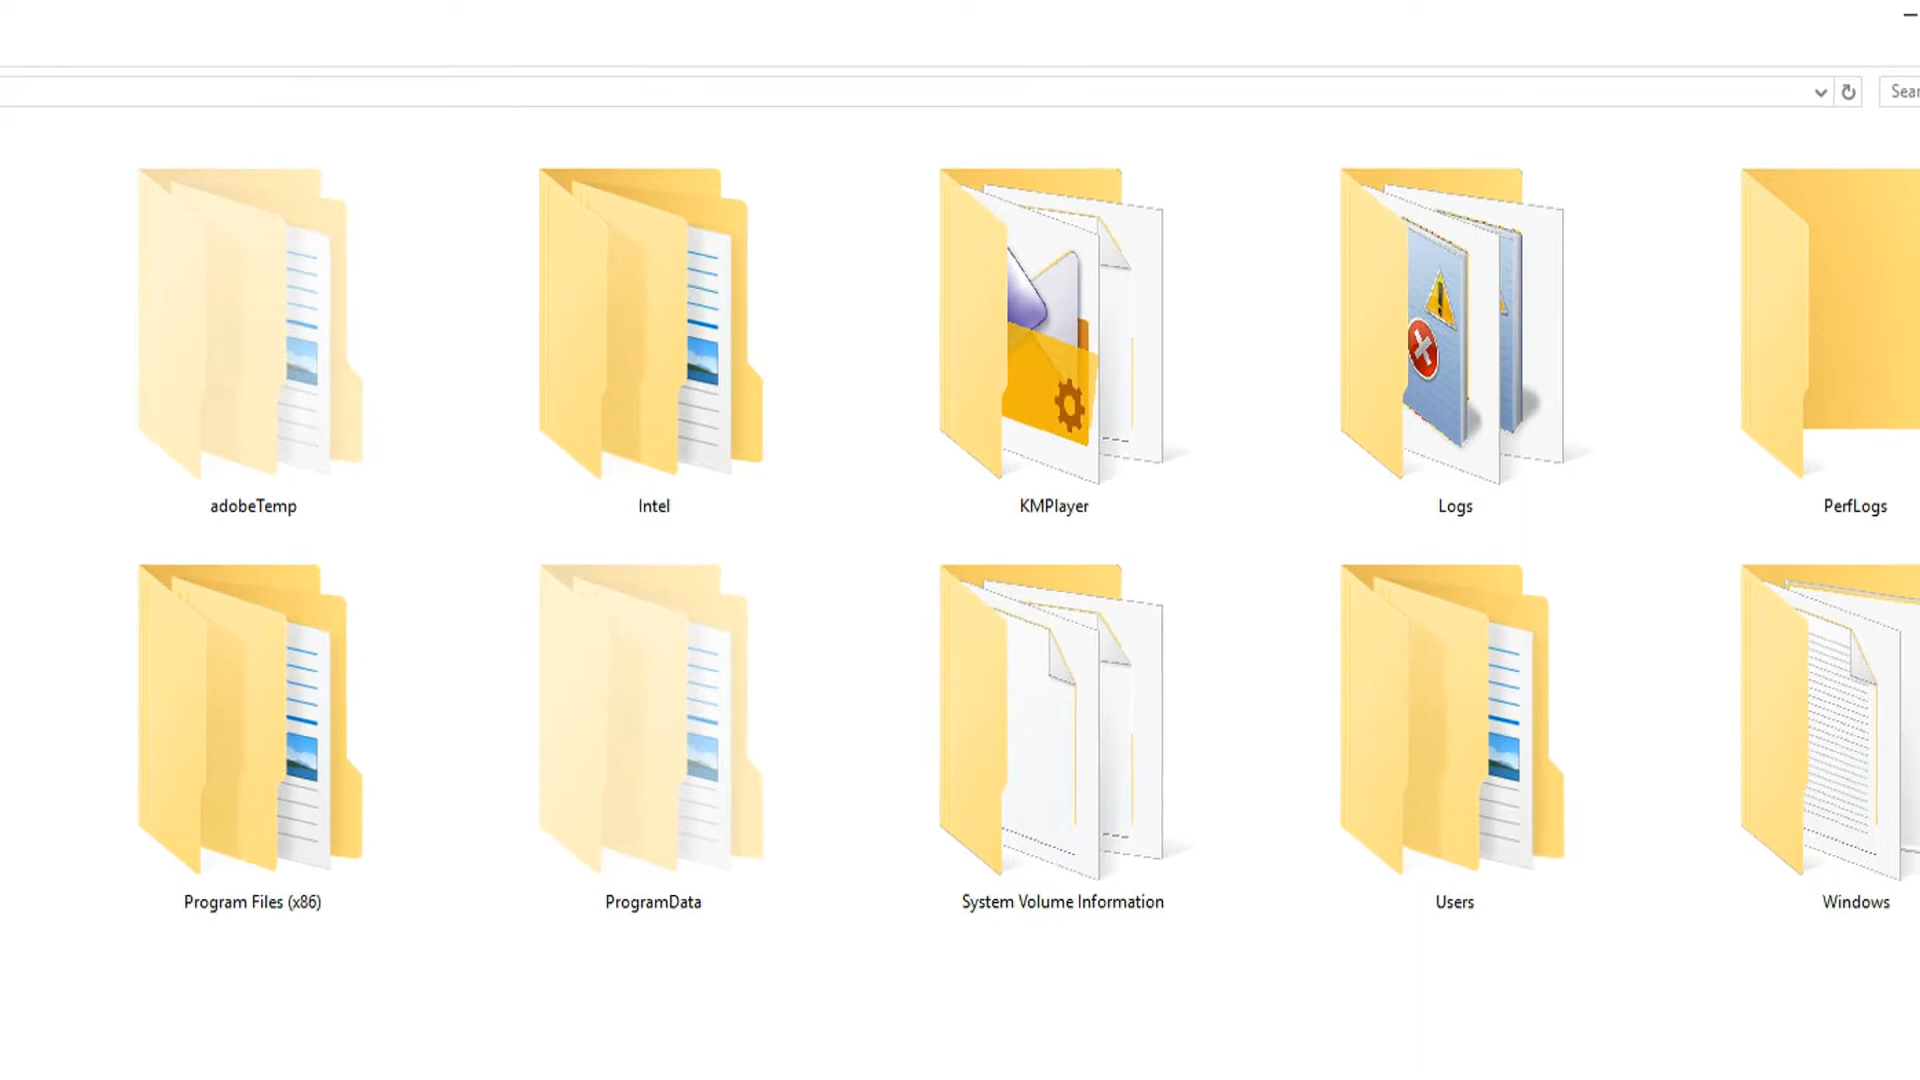 Sear
adobeTemp
Intel
KMPlayer
Logs
PerfLogs
Program Files (x86)
ProgramData
System Volume Information
Users
Windows